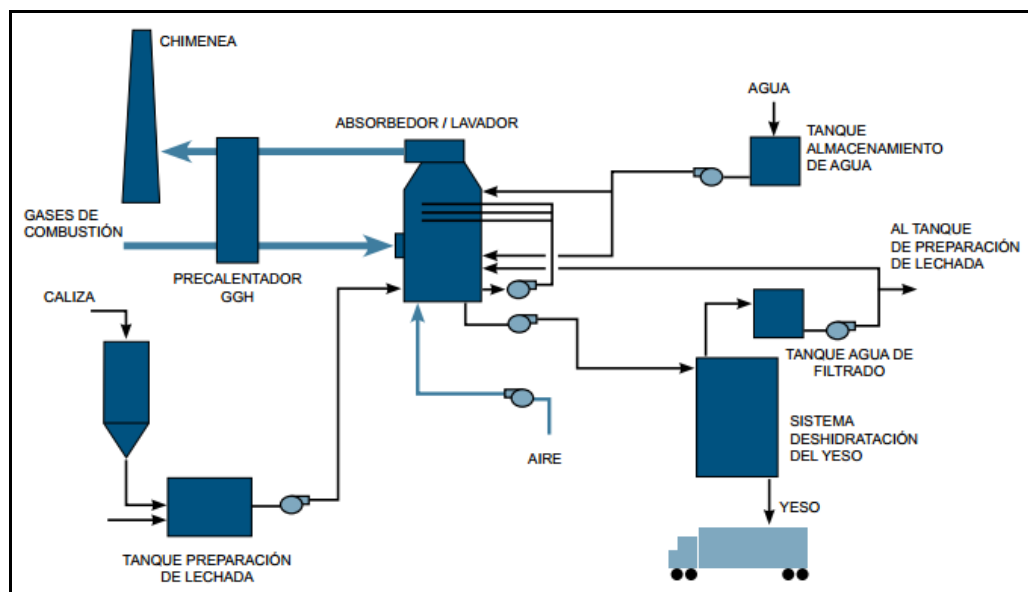 CHIMENEA
ABSORBEDOR / LAVADOR
AGUA
TANQUE
ALMACENAMIENTO
DE AGUA
GASES DE
COMBUSTIÓN
PRECALENTADOR
GGH
AL TANQUE
DE PREPARACIÓN
DE LECHADA
CALIZA
TANQUE AGUA DE
FILTRADO
AIRE
SISTEMA
DESHIDRATACIÓN
DEL YESO
YESO
TANQUE PREPARACIÓN
DE LECHADA